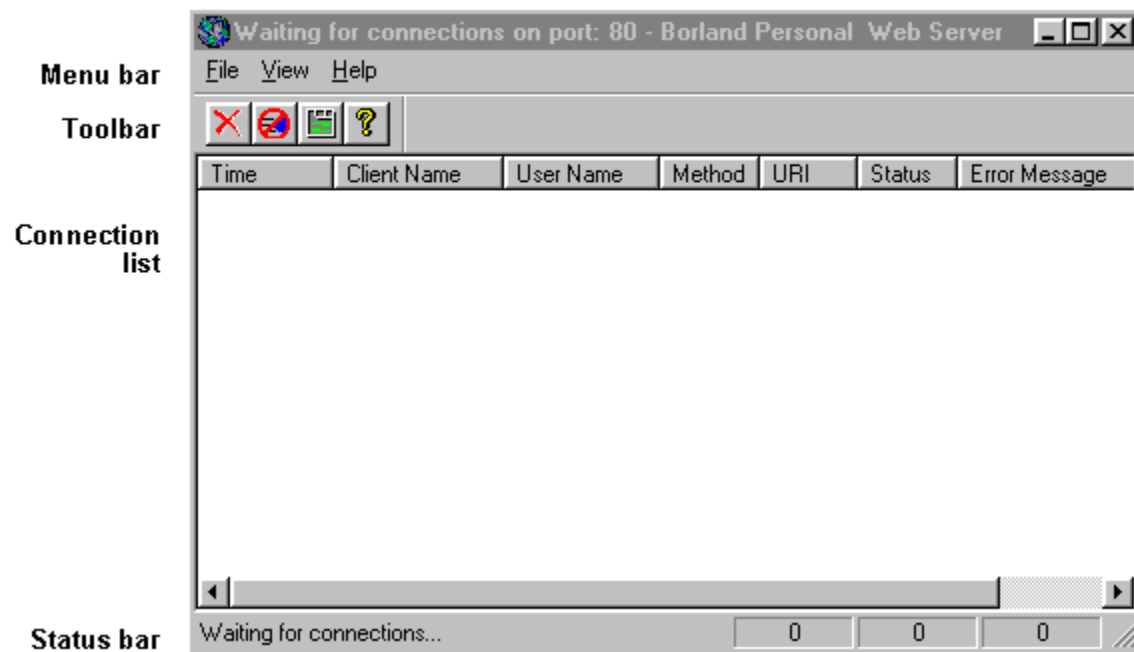 Waiting for connections on port: 80 - Borland Personal Web Server
Menu bar
File View Help
Toolbar
Time Client Name User Name Method URI Status Error Message
Connection
list
Status bar
Waiting for connections... 0 0 0